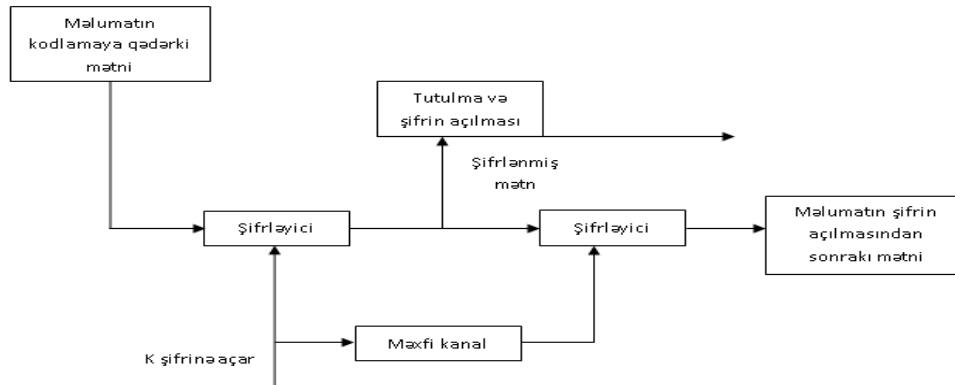 Məlumatın
kodlamaya qədərki
mətni
Tutulma və
şifrin açılması
Şifrlənmiş
mətn
Şifrləyici
Şifrləyici
Məlumatın şifrin
açılmasından
sonrakı mətni
Məxfi kanal
K şifrinə açar